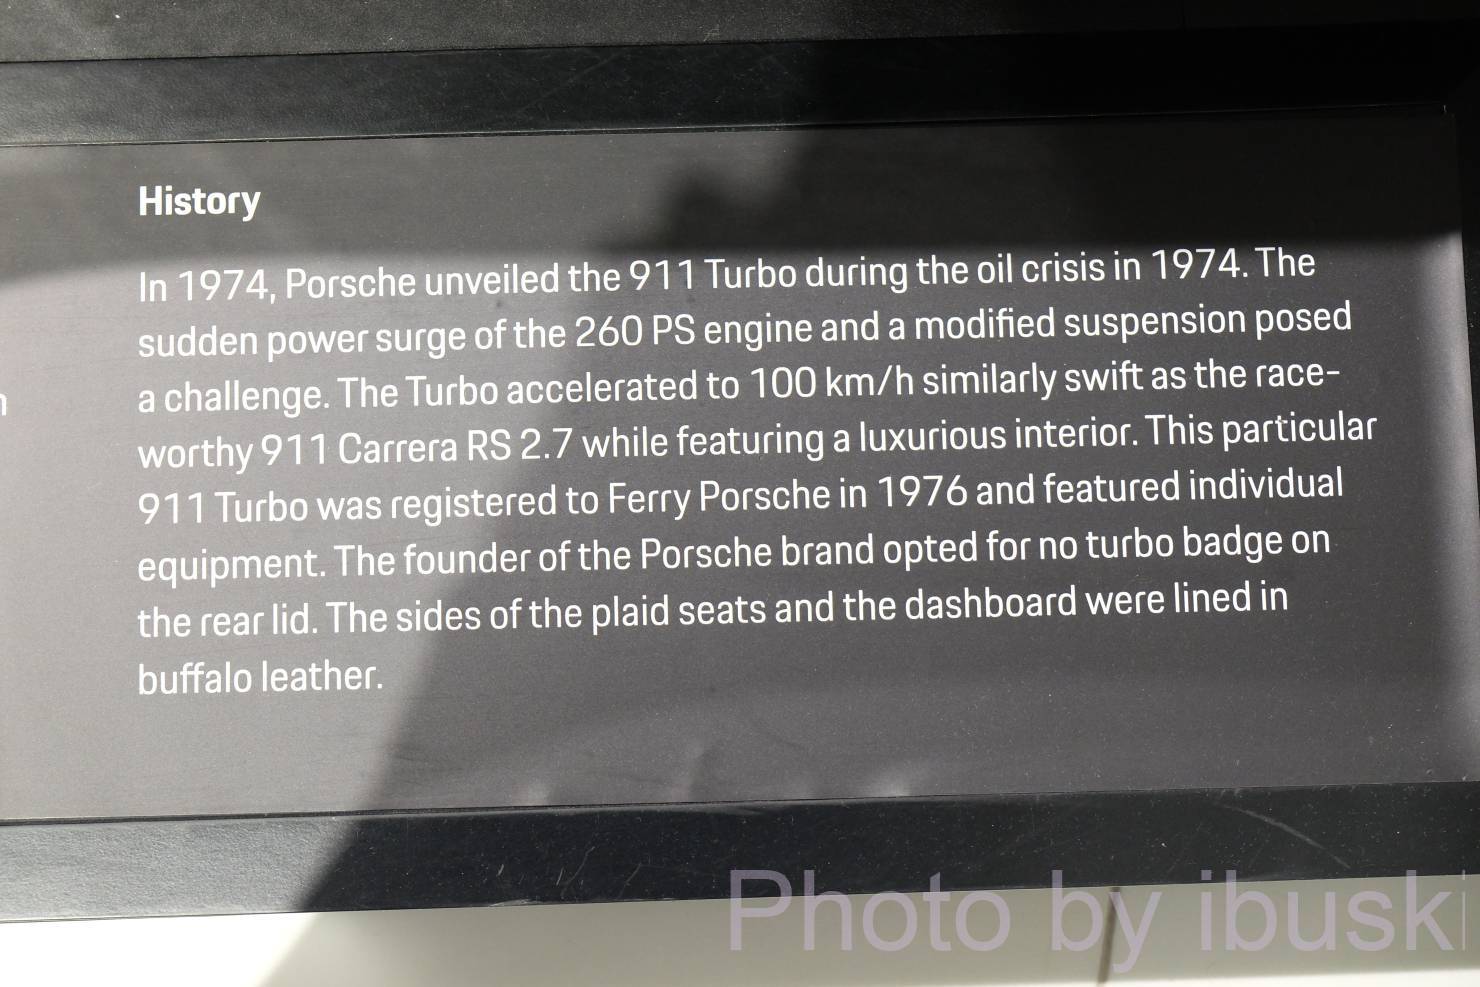 History
In 1974, Porsche unveiled the 911 Turbo during the oil crisis in 1974. The
sudden power surge of the 260 PS engine and a modified suspension posed
a challenge. The Turbo accelerated to 100 km/h similarly swift as the race-
worthy 911 Carrera RS 2.7 while featuring a luxurious interior. This particular
911 Turbo was registered to Ferry Porsche in 1976 and featured individual
equipment. The founder of the Porsche brand opted for no turbo badge on
the rear lid. The sides of the plaid seats and the dashboard were lined in
buffalo leather.
Photo by ibuski